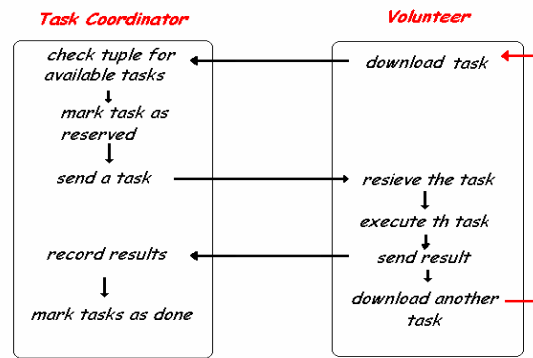 Task Coordinator
Volunteer
check tuple for
available tasks
download task
mark task as
reserved
send a task
resieve the task
execute th task
record results
send result
mark tasks as done
download another
task